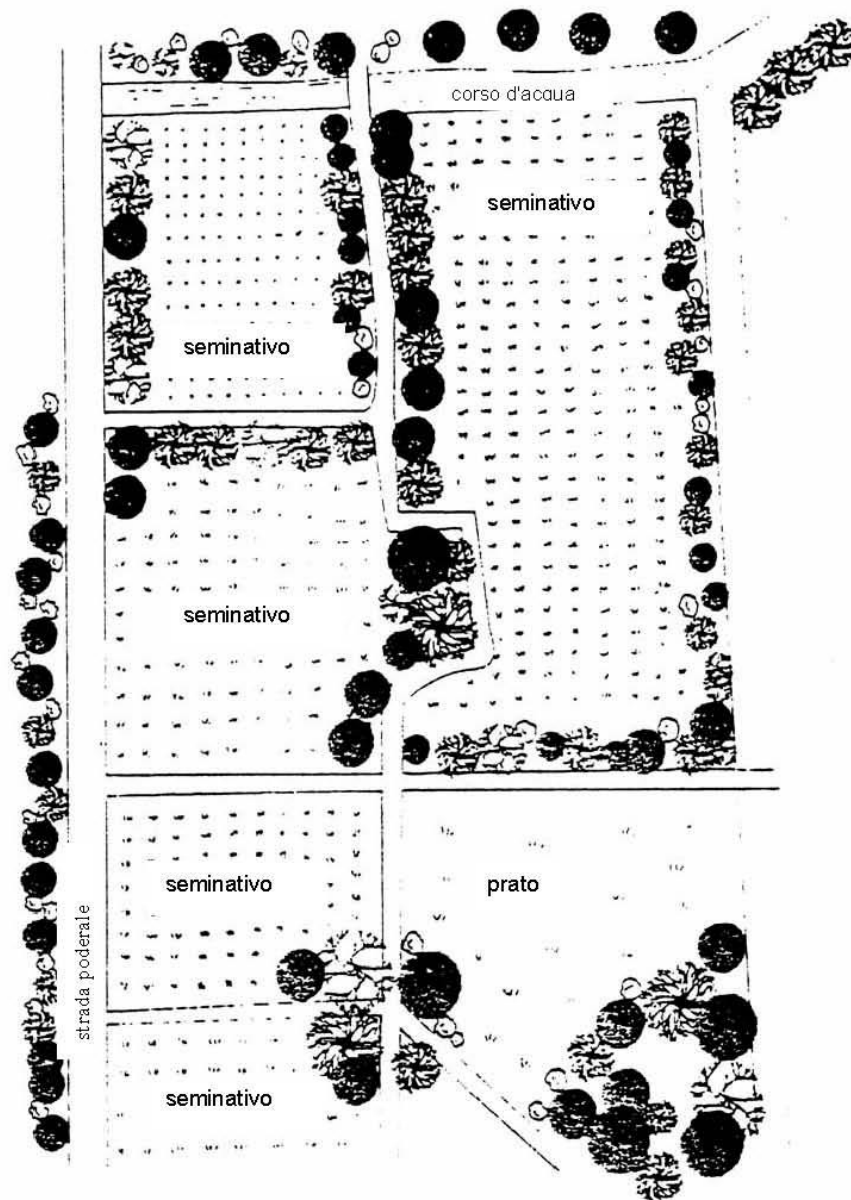 corso d'acqua
seminativo
seminativo
seminativo
seminativo
prato
strada poderale
seminativo